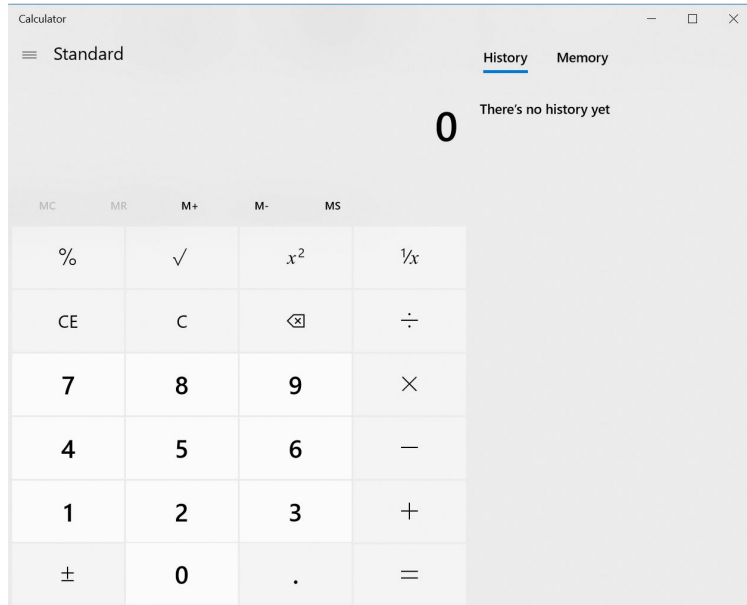 Calculator
Standard
History Memory
0
There's no history yet
MC MR M+ M- MS
% √ x² ¹/x
CE C ÷
7 8 9 ×
4 5 6 −
1 2 3 +
± 0 . =